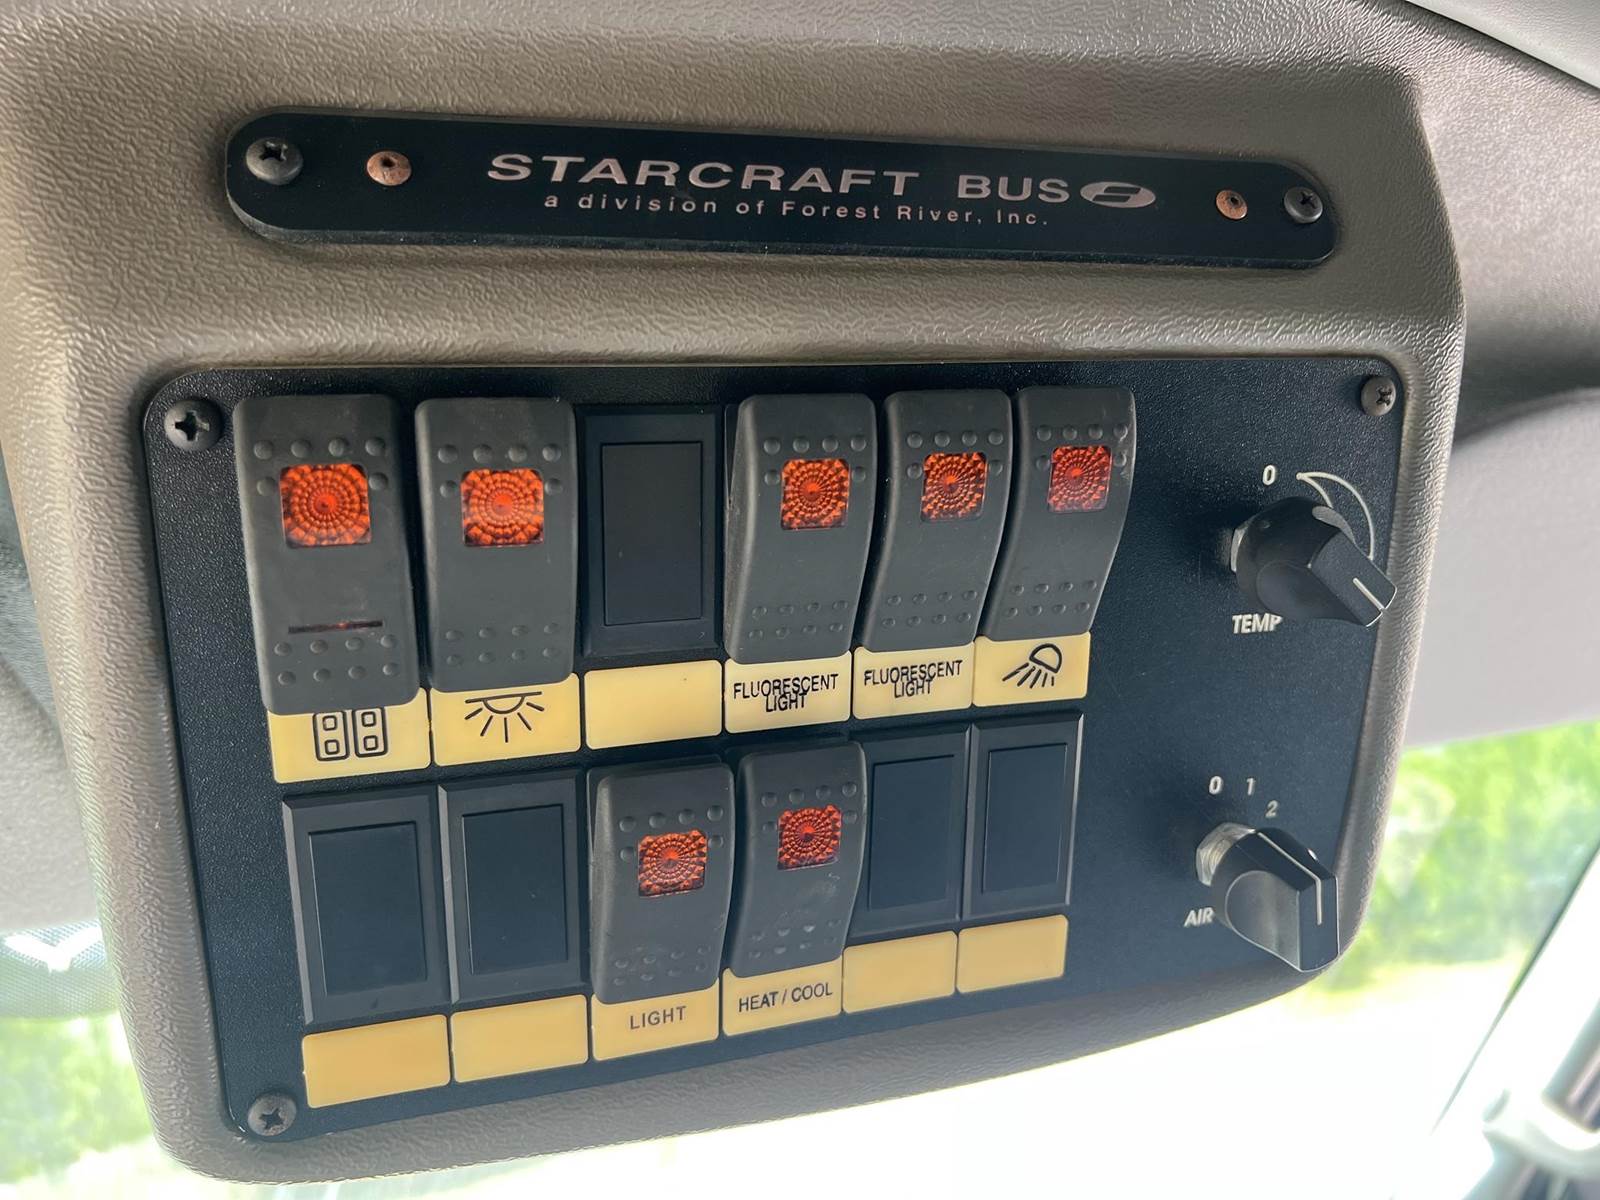 STARCRAFT BUS
a division of Forest River, Inc.
0
TEMP
FLUORESCENT
LIGHT
FLUORESCENT
LIGHT
0 1 2
AIR
LIGHT
HEAT / COOL